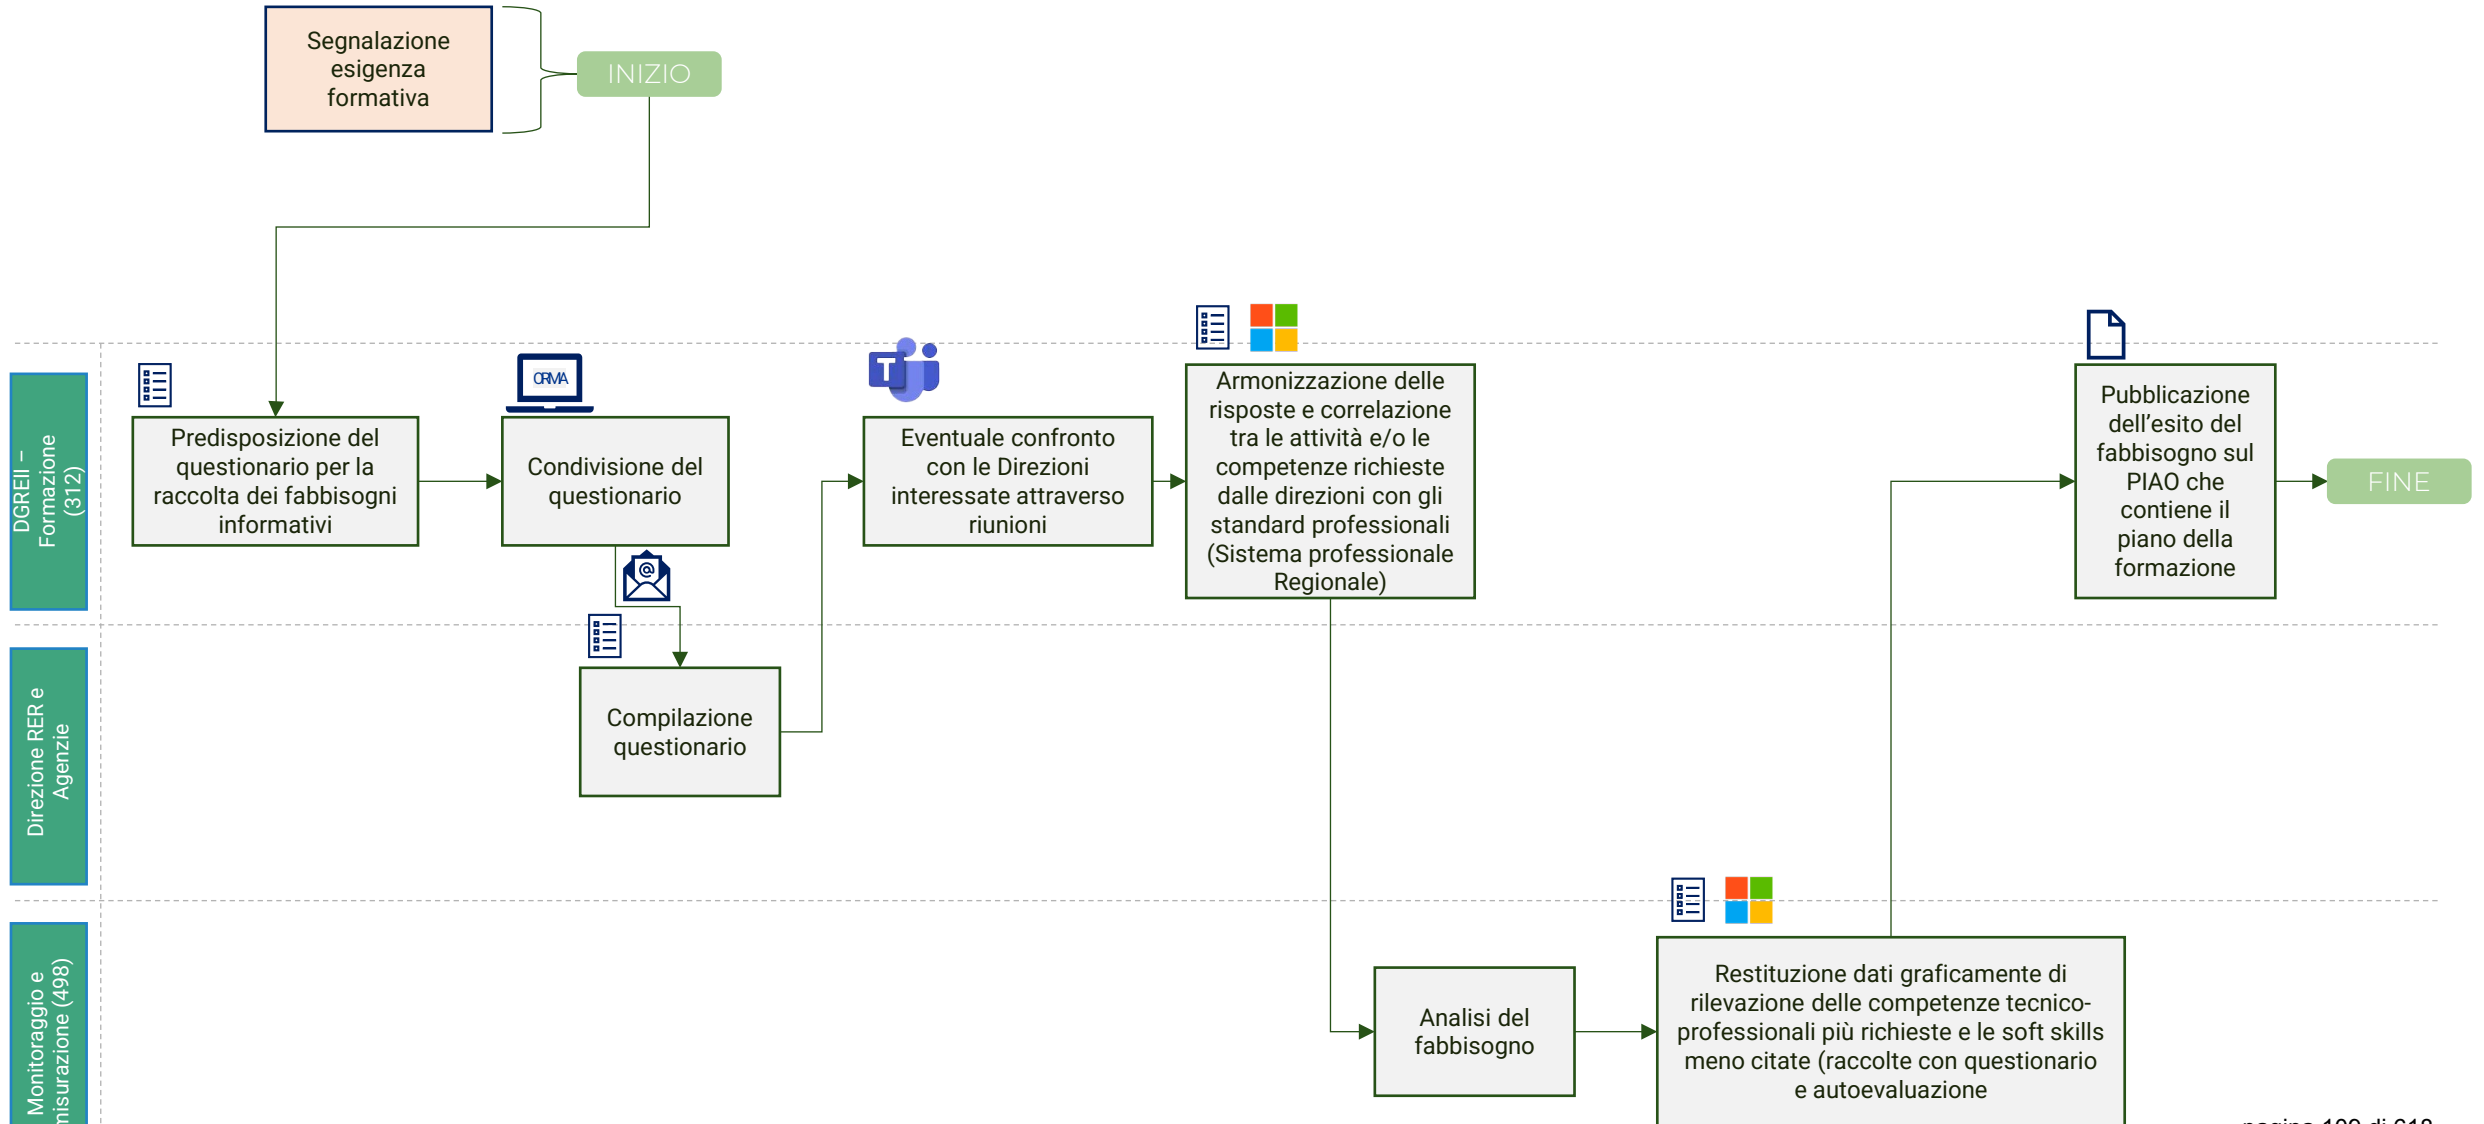 Segnalazione
esigenza
formativa
INIZIO
DGREII –
Formazione
(312)
ORMA
Predisposizione del
questionario per la
raccolta dei fabbisogni
informativi
Condivisione del
questionario
@
T
Eventuale confronto
con le Direzioni
interessate attraverso
riunioni
Armonizzazione delle
risposte e correlazione
tra le attività e/o le
competenze richieste
dalle direzioni con gli
standard professionali
(Sistema professionale
Regionale)
Pubblicazione
dell’esito del
fabbisogno sul
PIAO che
contiene il
piano della
formazione
FINE
Direzione RER e
Agenzie
Compilazione
questionario
Monitoraggio e
misurazione (498)
Analisi del
fabbisogno
Restituzione dati graficamente di
rilevazione delle competenze tecnico-
professionali più richieste e le soft skills
meno citate (raccolte con questionario
e autoevaluazione
pagina di 618